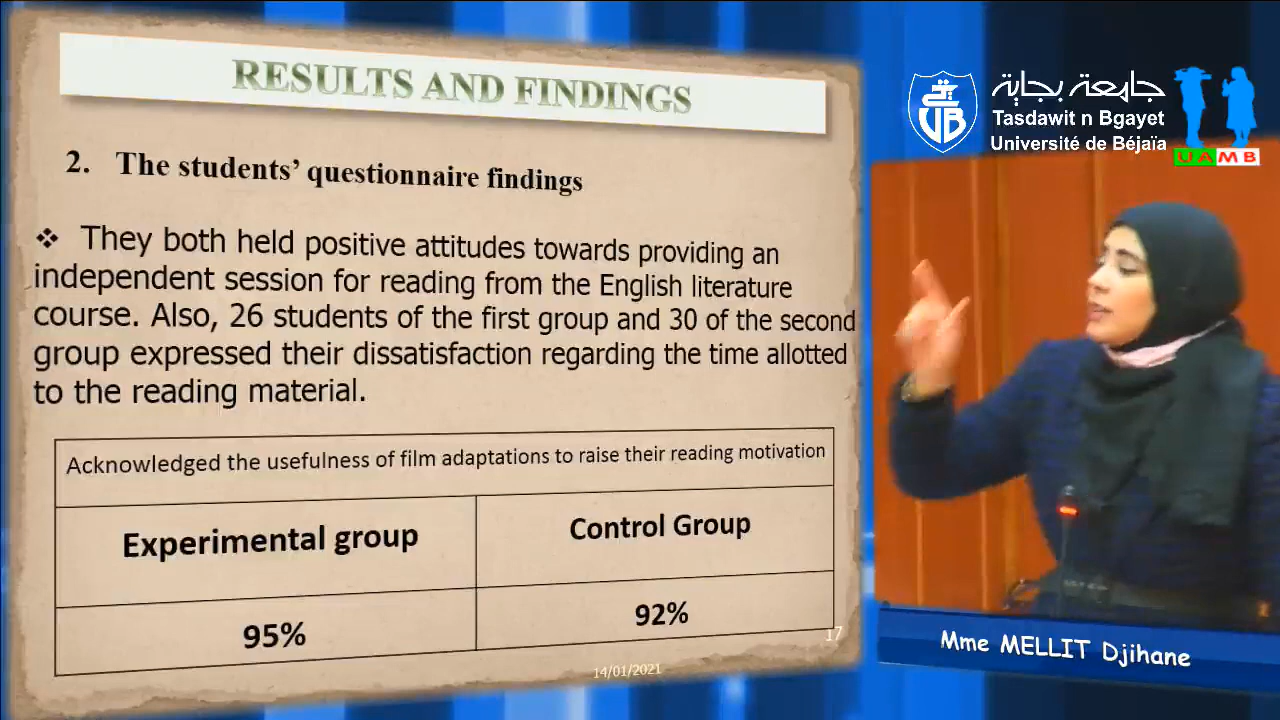 RESULTS AND FINDINGS
2. The students’ questionnaire findings
❖ They both held positive attitudes towards providing an
independent session for reading from the English literature
course. Also, 26 students of the first group and 30 of the second
group expressed their dissatisfaction regarding the time allotted
to the reading material.
Acknowledged the usefulness of film adaptations to raise their reading motivation
Experimental group
Control Group
95%
92%
17
14/01/2021
جامعة بجاية
Tasdawit n Bgayet
Université de Béjaïa
UB
UAMB
Mme MELLIT Djihane